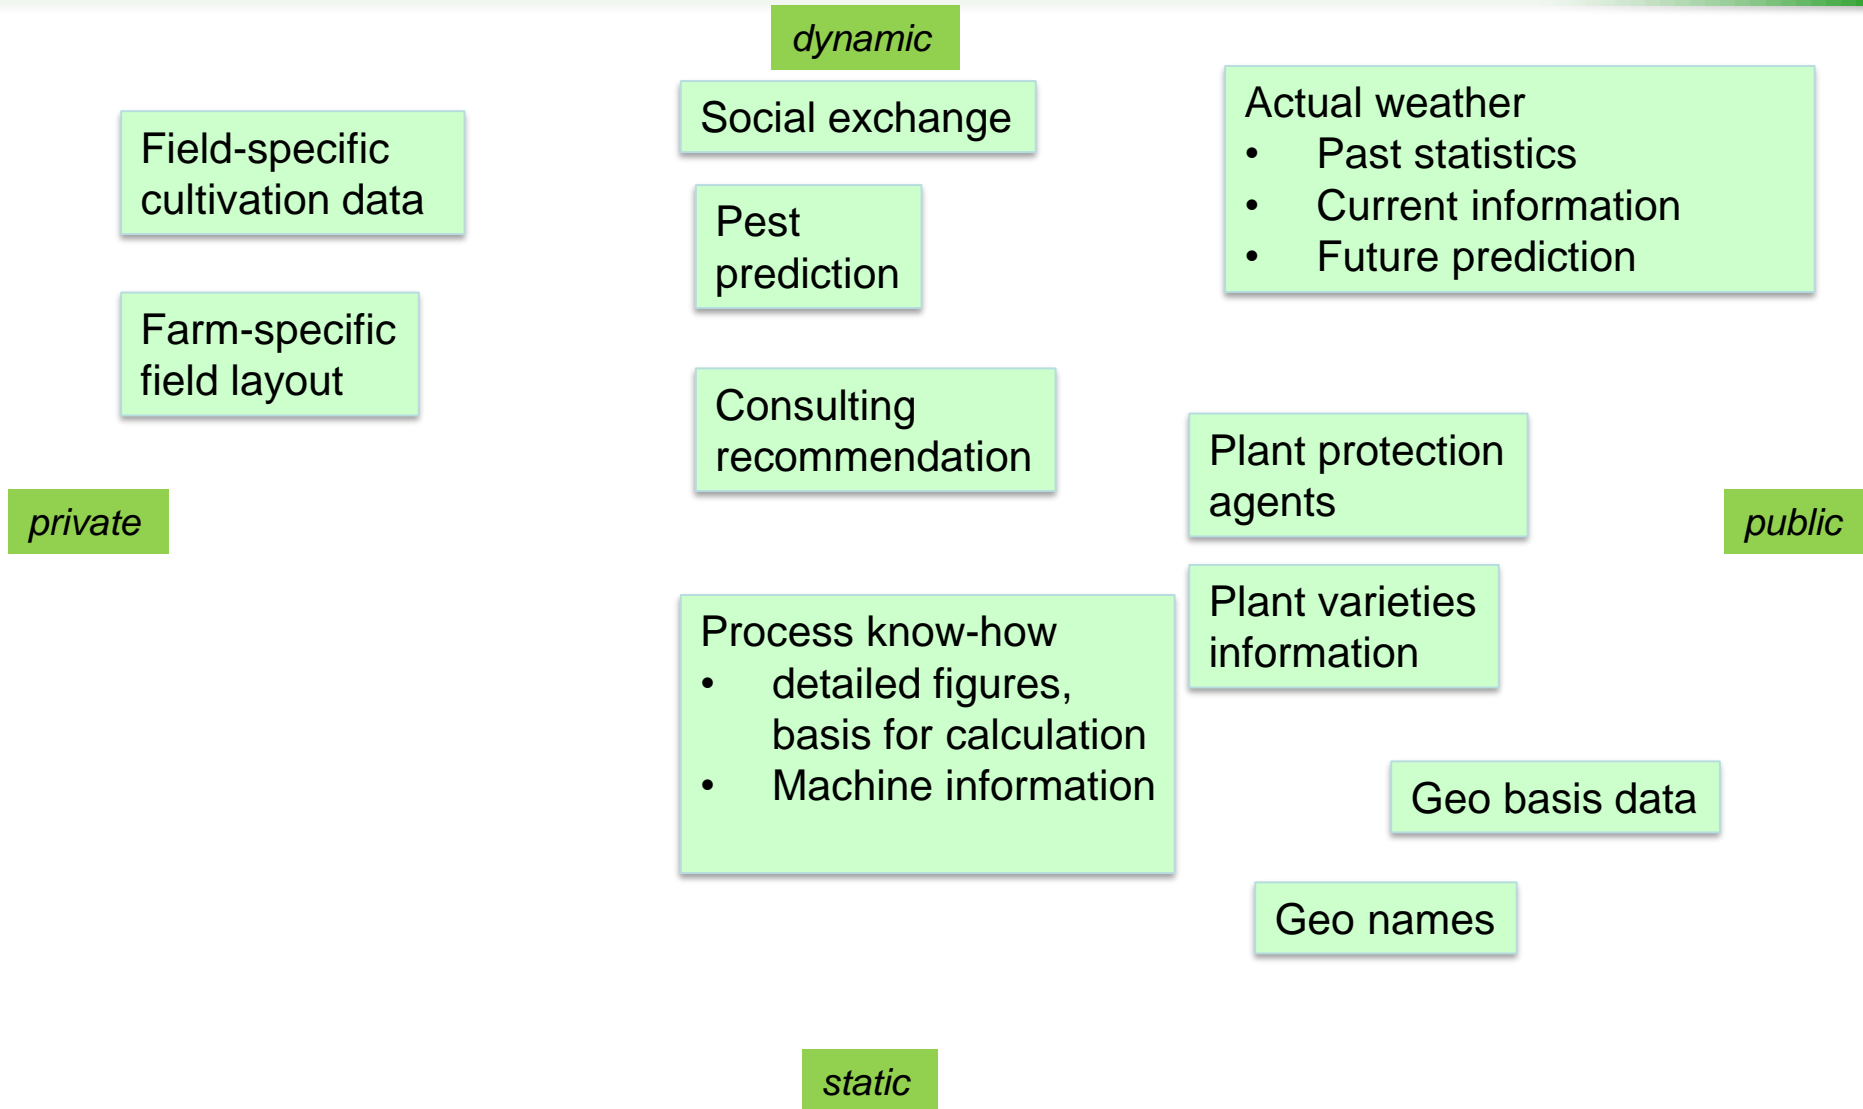 dynamic
Social exchange
Actual weather
• Past statistics
• Current information
• Future prediction
Field-specific
cultivation data
Pest
prediction
Farm-specific
field layout
Consulting
recommendation
Plant protection
agents
private
public
Plant varieties
information
Process know-how
• detailed figures,
basis for calculation
• Machine information
Geo basis data
Geo names
static